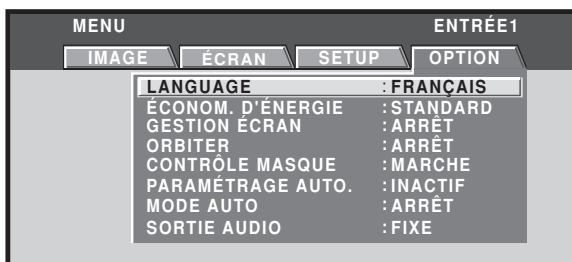 MENU ENTRÉE1
IMAGE ÉCRAN SETUP OPTION
LANGUAGE :FRANÇAIS
ÉCONOM. D'ÉNERGIE :STANDARD
GESTION ÉCRAN :ARRÊT
ORBITER :ARRÊT
CONTRÔLE MASQUE :MARCHE
PARAMÉTRAGE AUTO. :INACTIF
MODE AUTO :ARRÊT
SORTIE AUDIO :FIXE